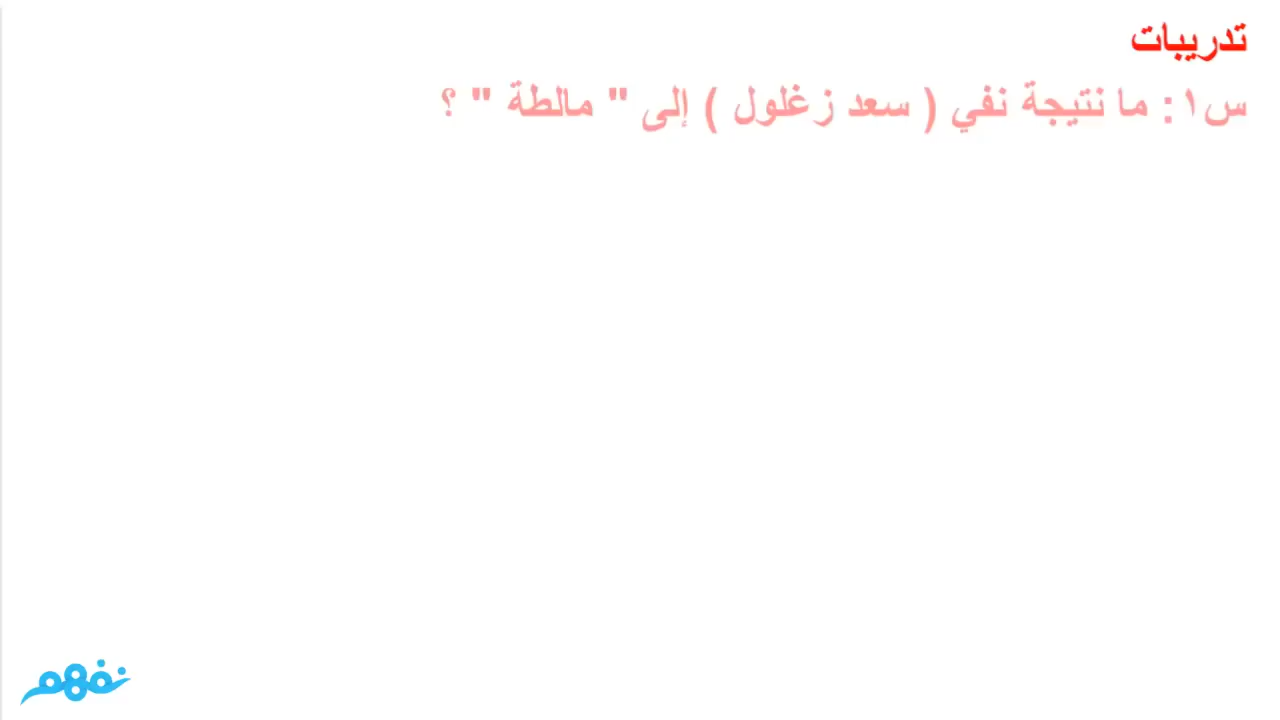 تدريبات
س١: ما نتيجة نفي ( سعد زغلول ) إلى " مالطة " ؟
نفهم